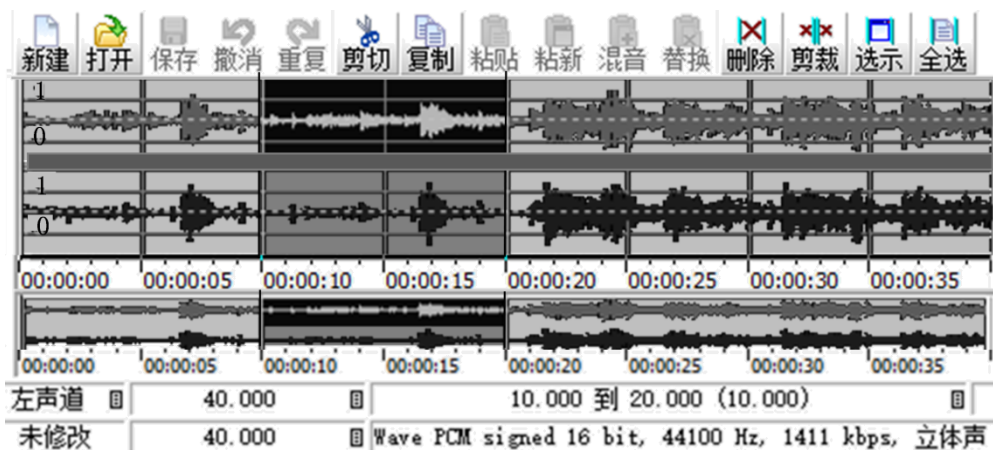 新建 打开 保存 撤消 重复 剪切 复制 粘贴 粘新 混音 替换 删除 剪裁 选示 全选
1
0
1
0
00:00:00 00:00:05 00:00:10 00:00:15 00:00:20 00:00:25 00:00:30 00:00:35
00:00:00 00:00:05 00:00:10 00:00:15 00:00:20 00:00:25 00:00:30 00:00:35
左声道 40.000 10.000 到 20.000 (10.000)
未修改 40.000 Wave PCM signed 16 bit, 44100 Hz, 1411 kbps, 立体声